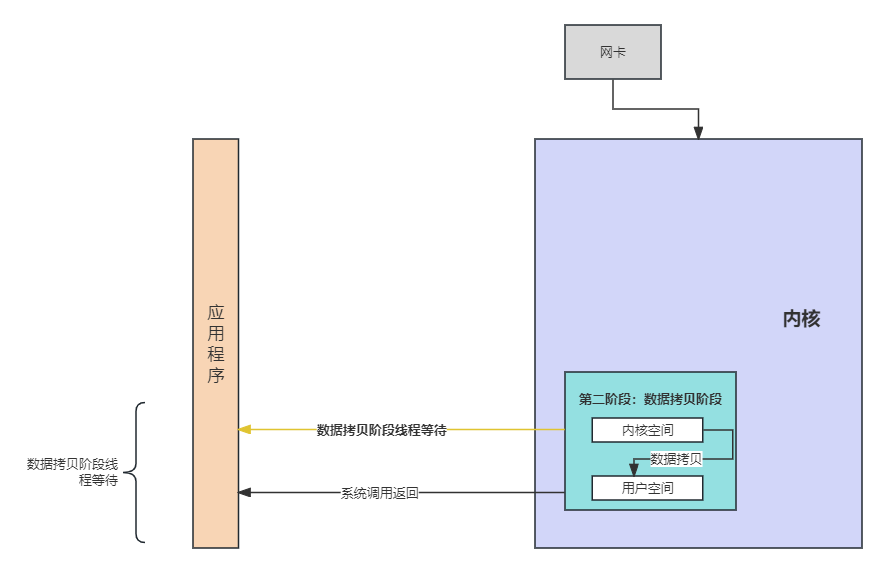 网卡
内核
应
用
程
序
第二阶段：数据拷贝阶段
内核空间
数据拷贝阶段线程等待
数据拷贝
数据拷贝阶段线
程等待
用户空间
系统调用返回